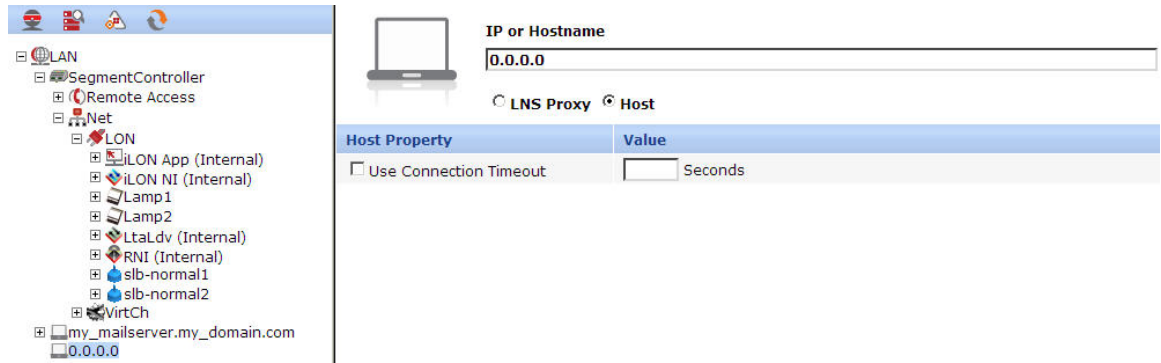 LAN
SegmentController
Remote Access
Net
LON
iLON App (Internal)
iLON NI (Internal)
Lamp1
Lamp2
LtaLdv (Internal)
RNI (Internal)
slb-normal1
slb-normal2
VirtCh
my_mailserver.my_domain.com
0.0.0.0
IP or Hostname
0.0.0.0
LNS Proxy Host
Host Property Value
Use Connection Timeout Seconds